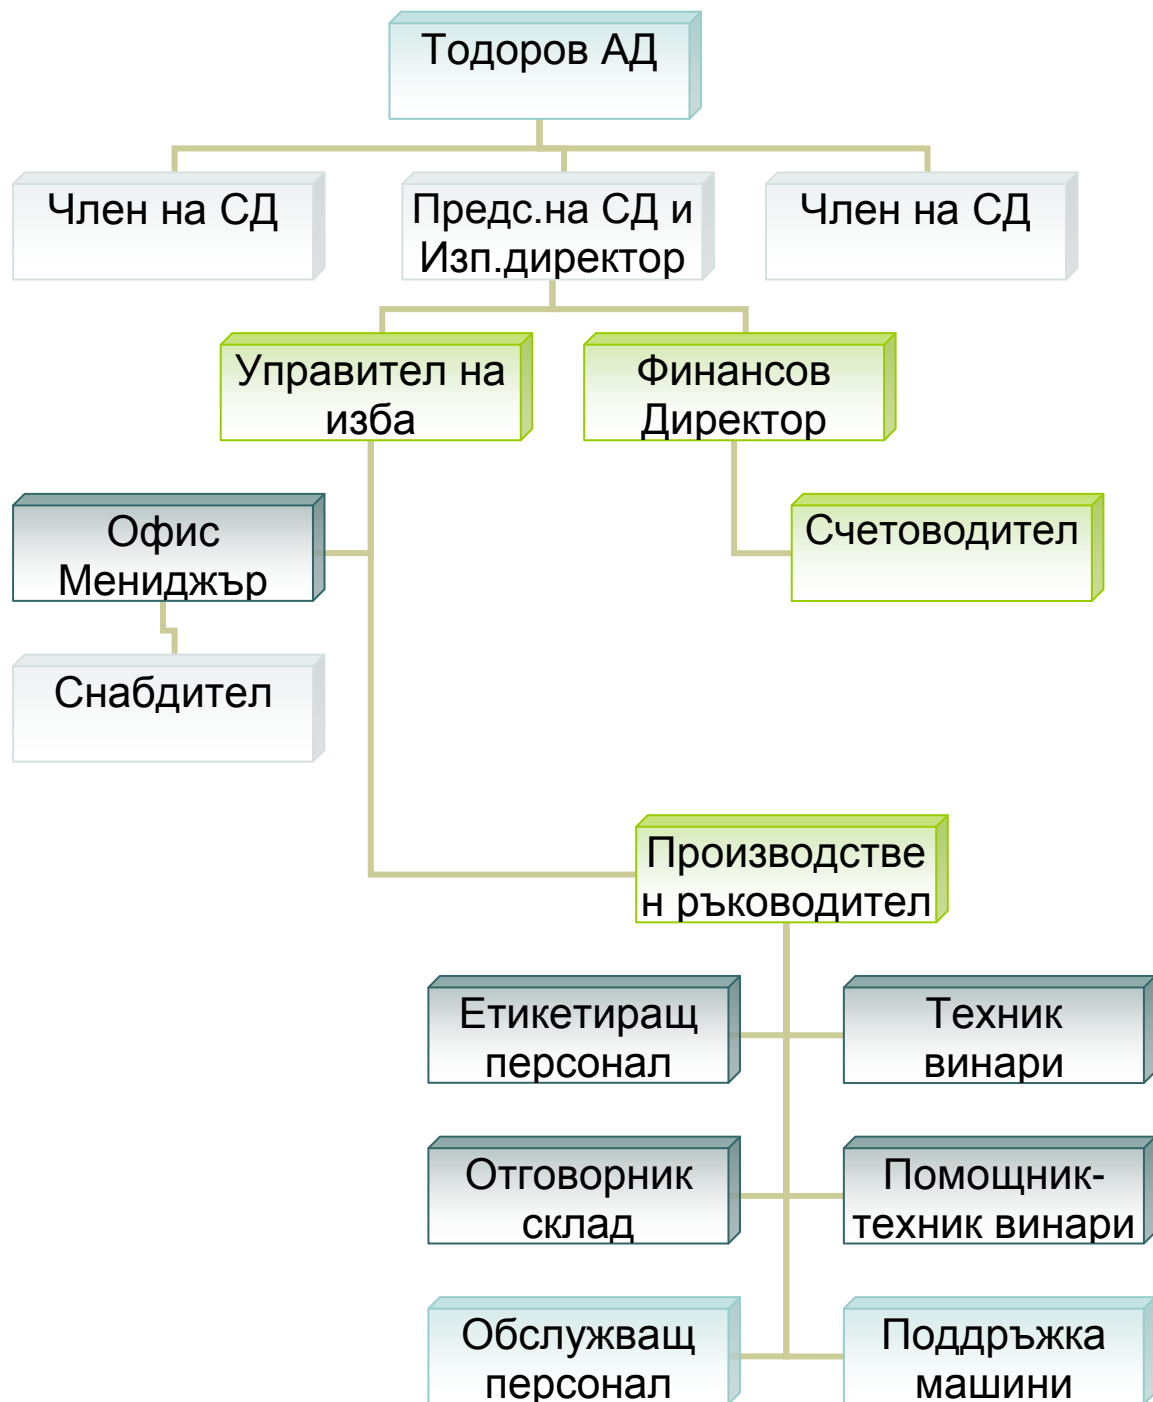 Тодоров АД
Член на СД
Предс.на СД и
Изп.директор
Член на СД
Управител на
изба
Финансов
Директор
Офис
Мениджър
Счетоводител
Снабдител
Производстве
н ръководител
Етикетиращ
персонал
Техник
винари
Отговорник
склад
Помощник-
техник винари
Обслужващ
персонал
Поддръжка
машини